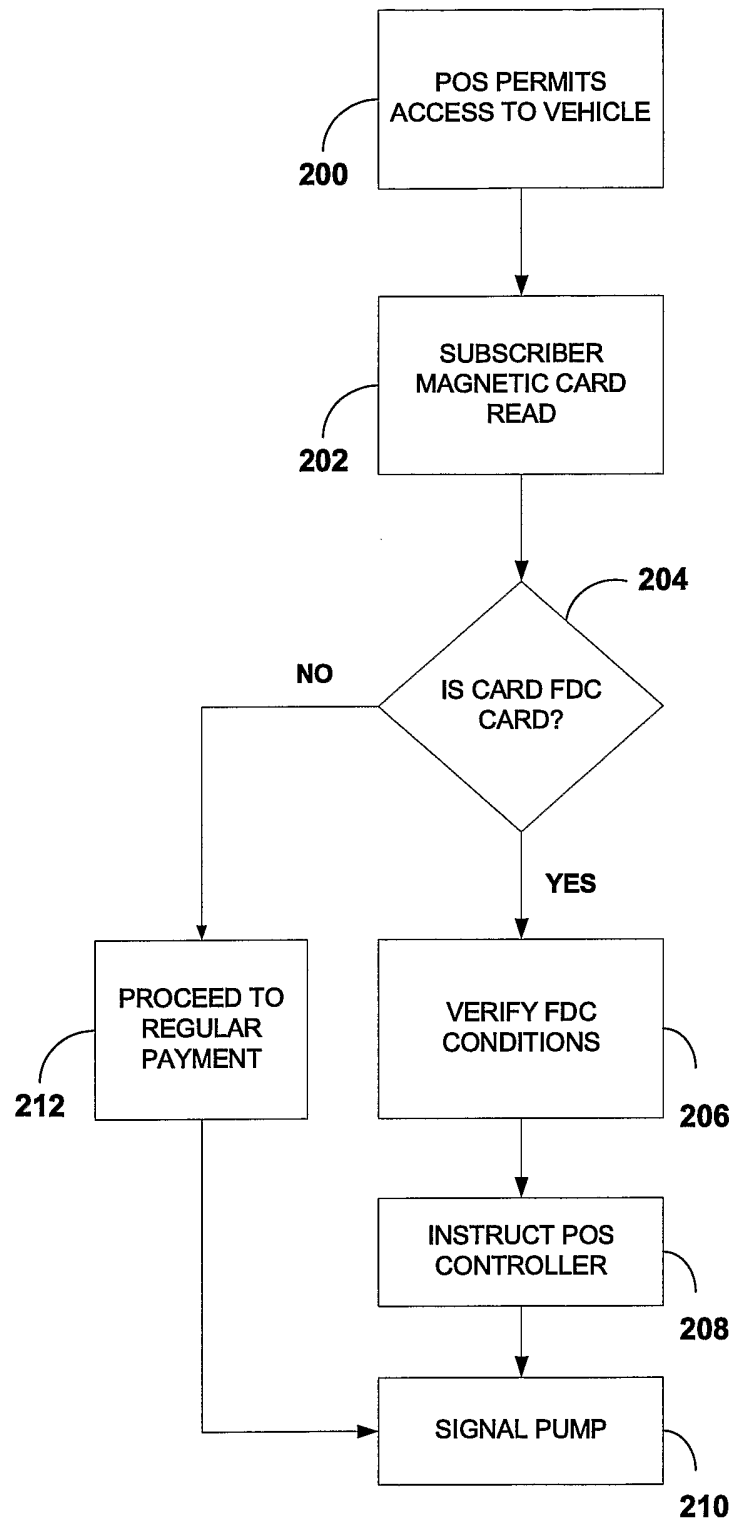 POS PERMITS
ACCESS TO VEHICLE
200
SUBSCRIBER
MAGNETIC CARD
READ
202
204
NO
IS CARD FDC
CARD?
YES
PROCEED TO
REGULAR
PAYMENT
212
VERIFY FDC
CONDITIONS
206
INSTRUCT POS
CONTROLLER
208
SIGNAL PUMP
210